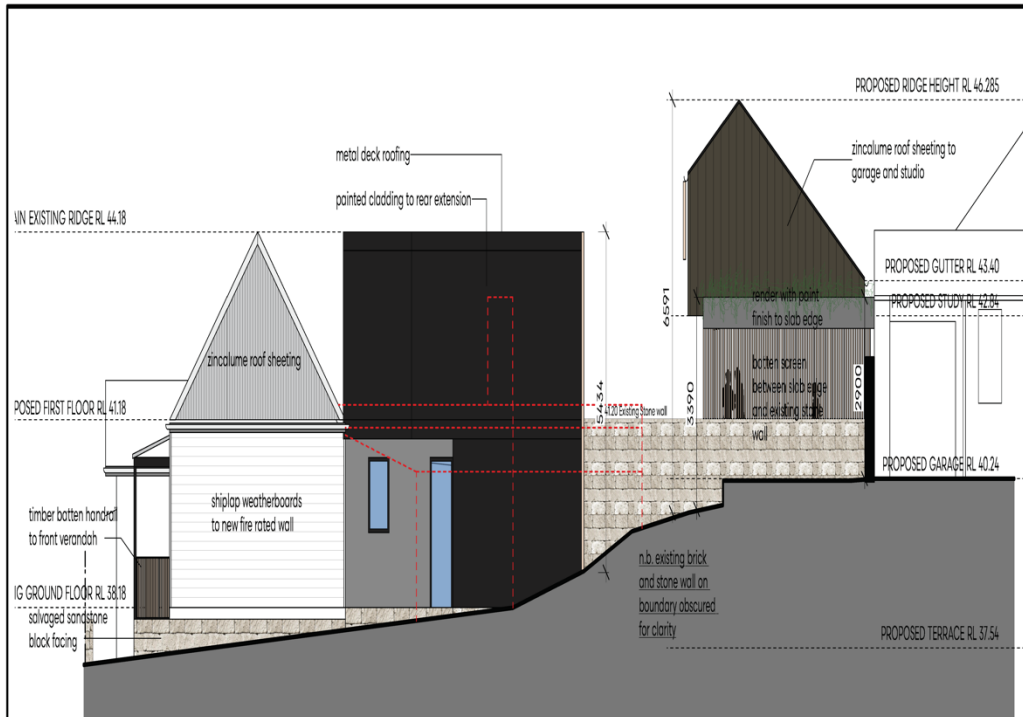 PROPOSED RIDGE HEIGHT RL 46.285
metal deck roofing
zincalume roof sheeting to
garage and studio
painted cladding to rear extension
AIN EXISTING RIDGE RL 44.18
PROPOSED GUTTER RL 43.40
render with paint
finish to slab edge
PROPOSED STUDY RL 42.84
6591
zincalume roof sheeting
batten screen
between slab edge
and existing stone
wall
5434
3390
2900
41.20 Existing Stone wall
POSED FIRST FLOOR RL 41.18
PROPOSED GARAGE RL 40.24
shiplap weatherboards
to new fire rated wall
timber batten handrail
to front verandah
n.b. existing brick
and stone wall on
boundary obscured
for clarity
NG GROUND FLOOR RL 38.18
salvaged sandstone
block facing
PROPOSED TERRACE RL 37.54